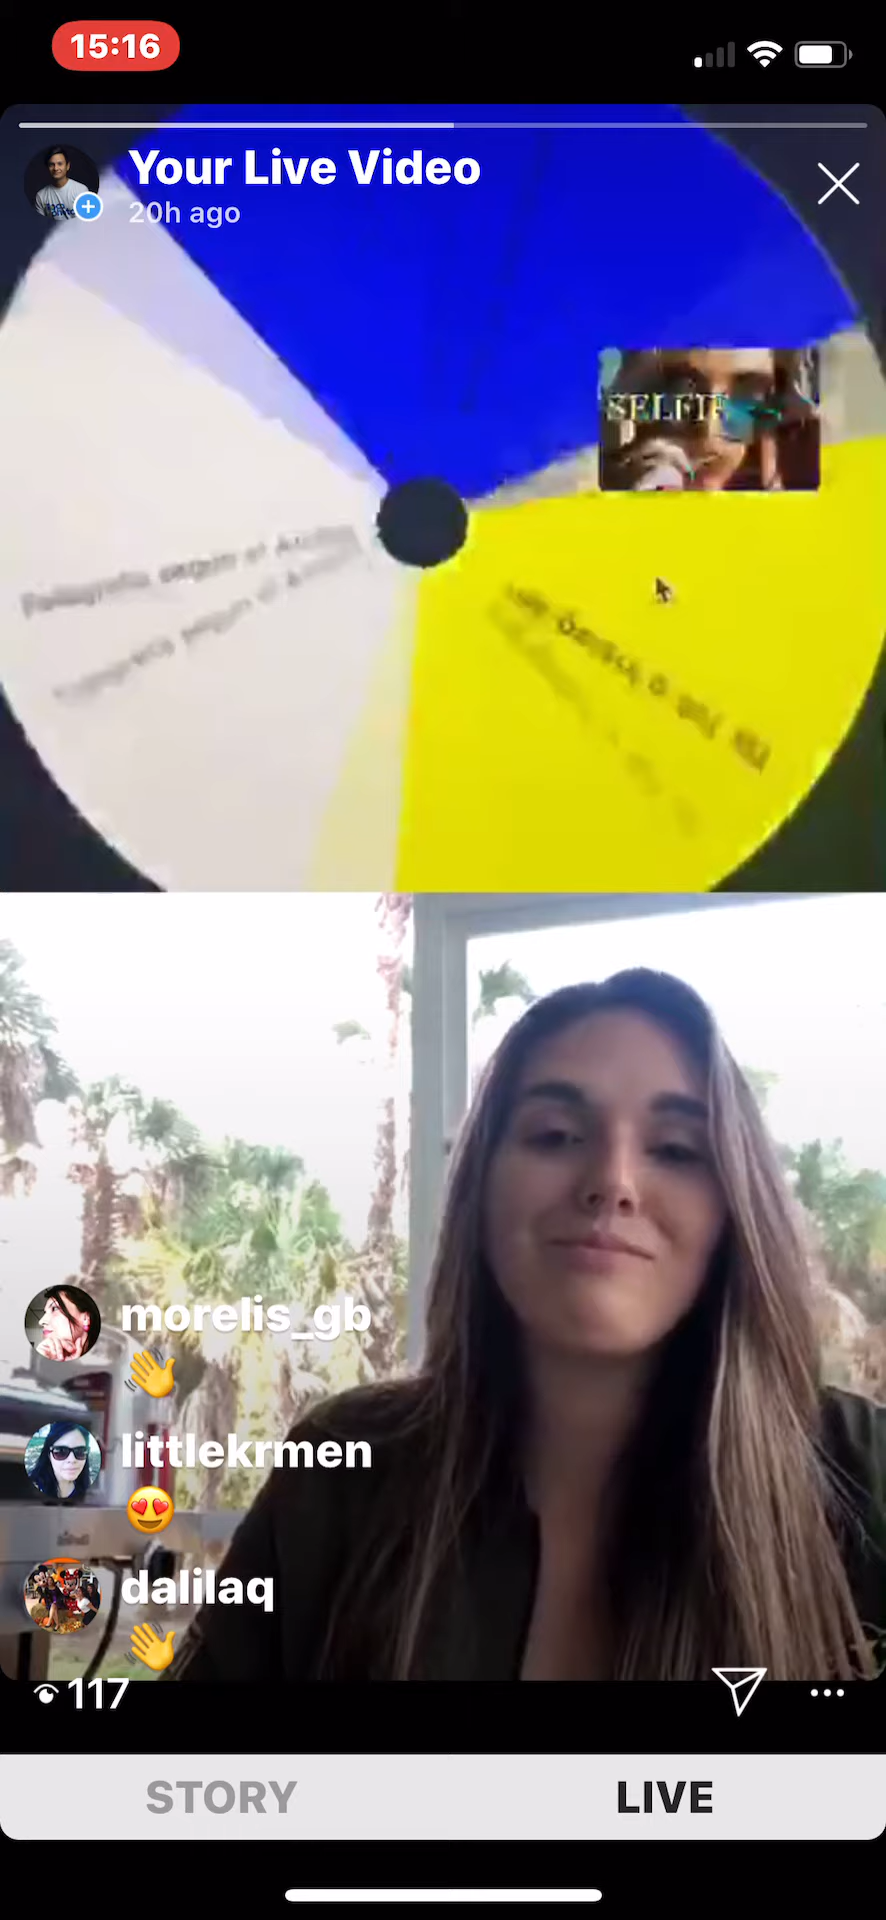 15:16
Your Live Video
20h ago
SELFIE
morelis_gb
👋
littlekrmen
😍
dalilaq
👋
117
STORY
LIVE